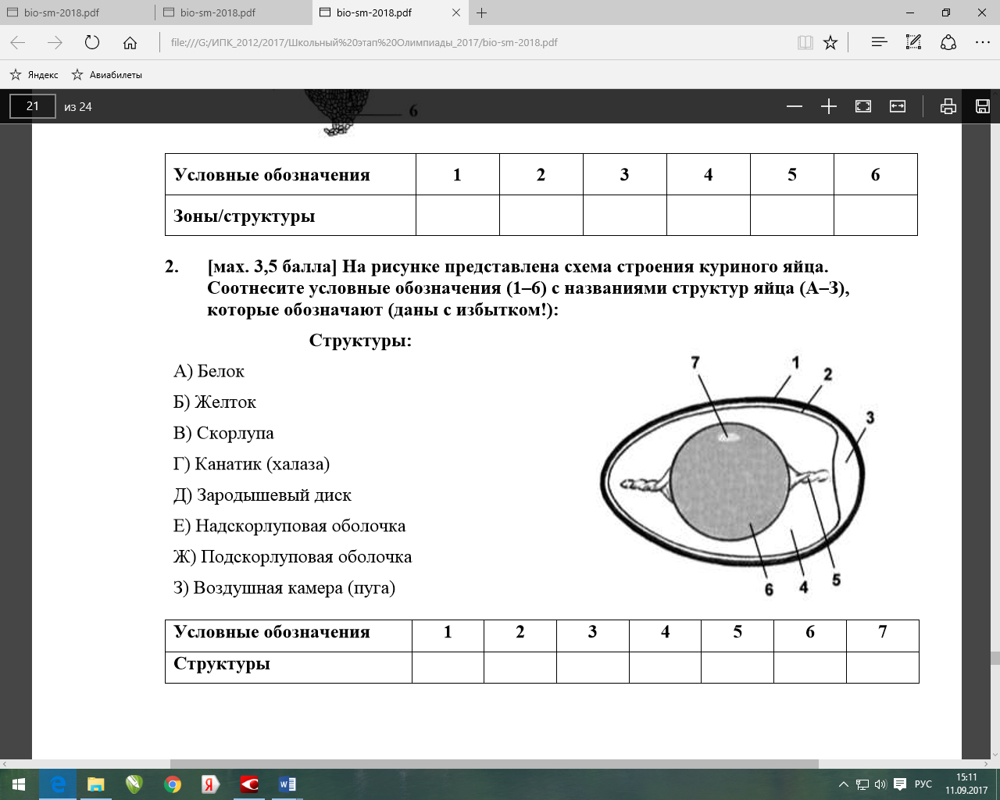 bio-sm-2018.pdf
bio-sm-2018.pdf
bio-sm-2018.pdf
file:///G:/ИПК_2012/2017/Школьный%20этап%20Олимпиады_2017/bio-sm-2018.pdf
Яндекс
Авиабилеты
21 из 24
6
Условные обозначения 1 2 3 4 5 6
Зоны/структуры
2. [мах. 3,5 балла] На рисунке представлена схема строения куриного яйца.
Соотнесите условные обозначения (1–6) с названиями структур яйца (А–З),
которые обозначают (даны с избытком!):
Структуры:
А) Белок
Б) Желток
В) Скорлупа
Г) Канатик (халаза)
Д) Зародышевый диск
Е) Надскорлуповая оболочка
Ж) Подскорлуповая оболочка
З) Воздушная камера (пуга)
7
1
2
3
6
4
5
Условные обозначения 1 2 3 4 5 6 7
Структуры
Я
W
РУС
15:11
11.09.2017